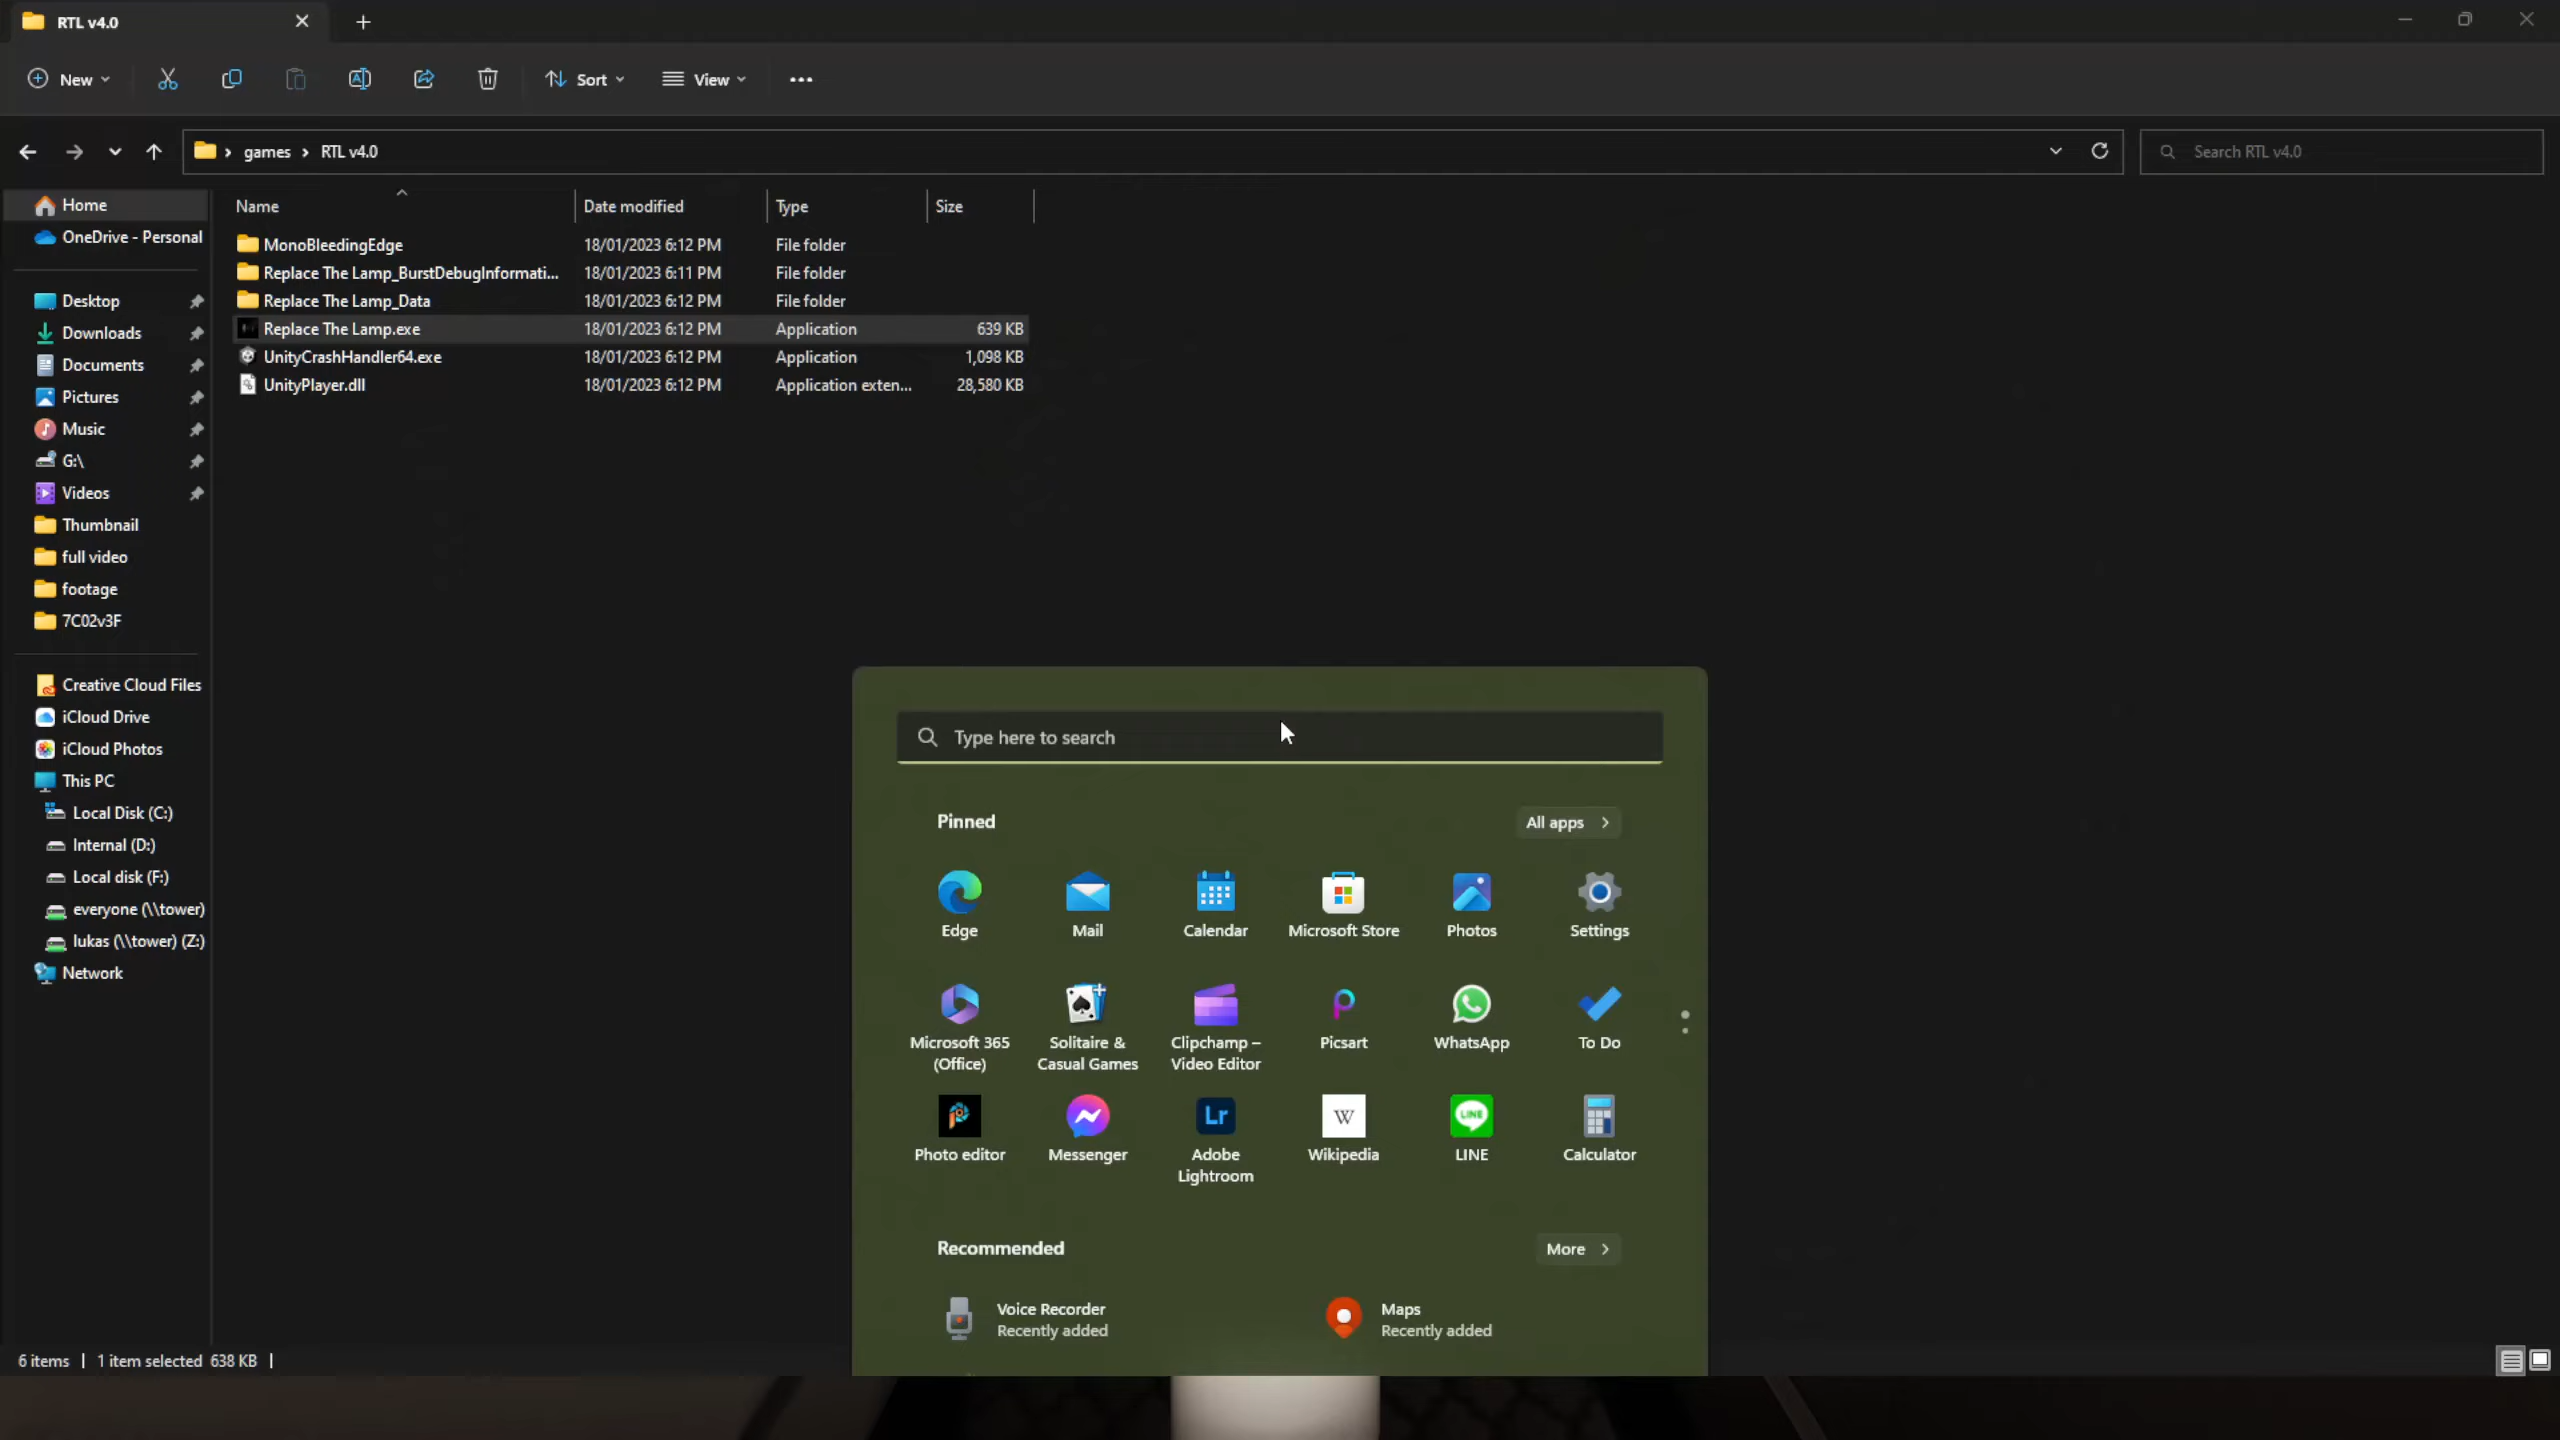 RTL v4.0
New
Sort
View
games
RTL v4.0
Search RTL v4.0
Home
OneDrive - Personal
Desktop
Downloads
Documents
Pictures
Music
G:\
Videos
Thumbnail
full video
footage
7C02v3F
Creative Cloud Files
iCloud Drive
iCloud Photos
This PC
Local Disk (C:)
Internal (D:)
Local disk (F:)
everyone (\\tower)
lukas (\\tower) (Z:)
Network
Name Date modified Type Size
MonoBleedingEdge 18/01/2023 6:12 PM File folder
Replace The Lamp_BurstDebugInformati... 18/01/2023 6:11 PM File folder
Replace The Lamp_Data 18/01/2023 6:12 PM File folder
Replace The Lamp.exe 18/01/2023 6:12 PM Application 639 KB
UnityCrashHandler64.exe 18/01/2023 6:12 PM Application 1,098 KB
UnityPlayer.dll 18/01/2023 6:12 PM Application exten... 28,580 KB
Type here to search
Pinned
All apps
Edge
Mail
Calendar
Microsoft Store
Photos
Settings
Microsoft 365
(Office)
Solitaire &
Casual Games
Clipchamp –
Video Editor
Picsart
WhatsApp
To Do
Photo editor
Messenger
Lr
Adobe
Lightroom
W
Wikipedia
LINE
LINE
Calculator
Recommended
More
Voice Recorder
Recently added
Maps
Recently added
6 items
1 item selected 638 KB